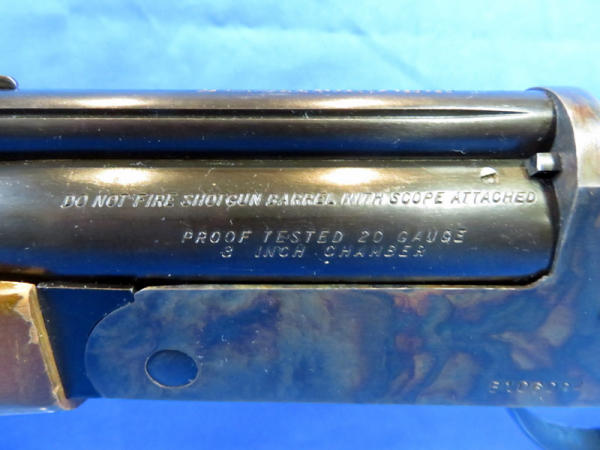 DO NOT FIRE SHOTGUN BARREL WITH SCOPE ATTACHED
PROOF TESTED 20 GAUGE
3 INCH CHAMBER